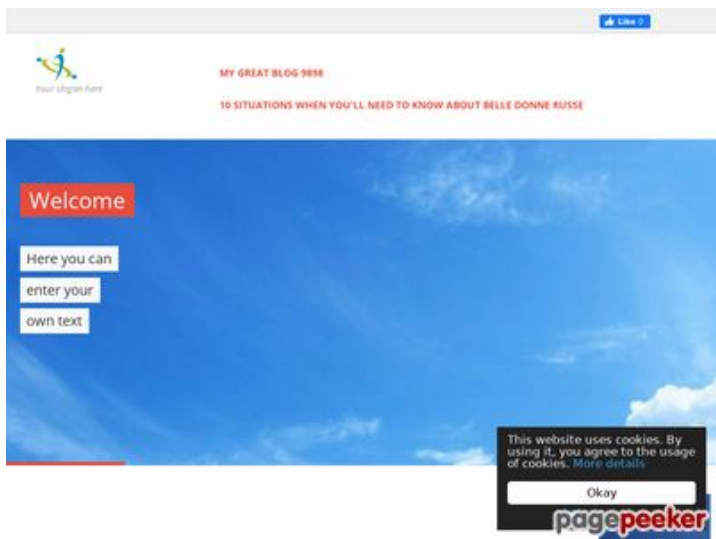 Like 0
Your slogan here
MY GREAT BLOG 9898
10 SITUATIONS WHEN YOU'LL NEED TO KNOW ABOUT BELLE DONNE RUSSE
Welcome
Here you can
enter your
own text
This website uses cookies. By
using it, you agree to the usage
of cookies. More details
Okay
pagepeeker